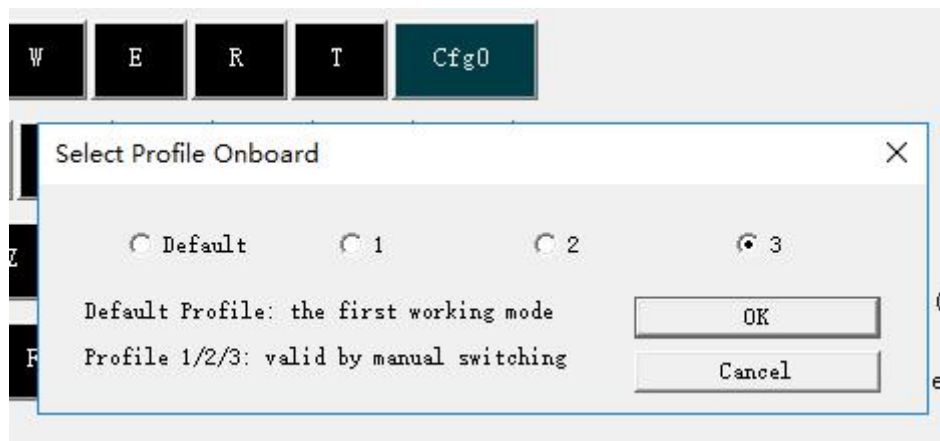 W E R T Cfg0
Select Profile Onboard
Default 1 2 3
Default Profile: the first working mode
OK
Profile 1/2/3: valid by manual switching
Cancel